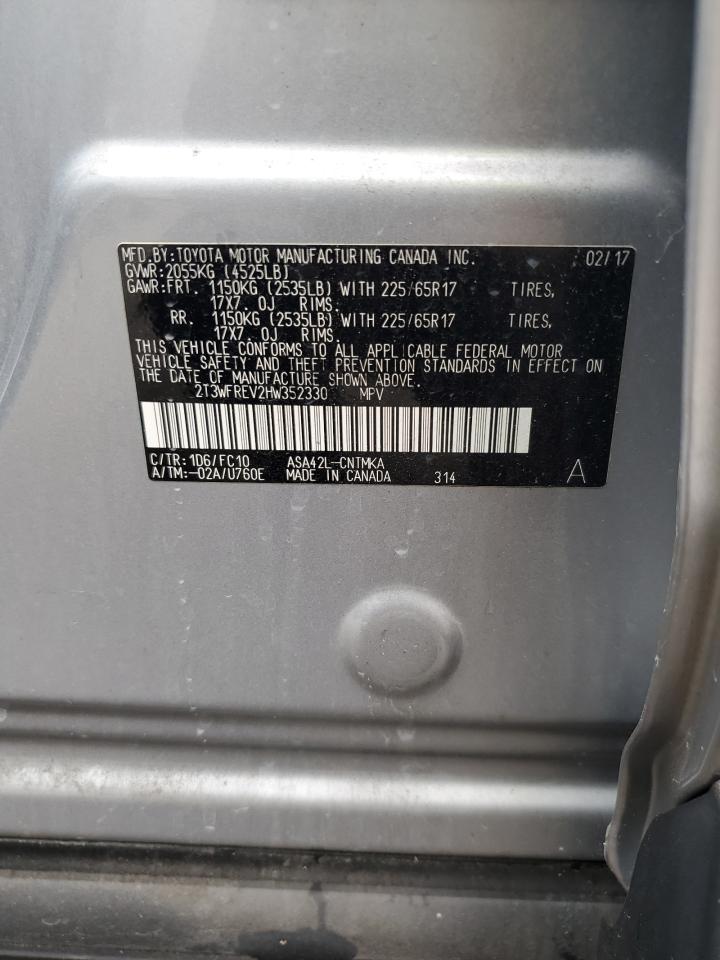 MFD.BY:TOYOTA MOTOR MANUFACTURING CANADA INC. 02/17
GVWR:2055KG (4525LB)
GAWR:FRT. 1150KG (2535LB) WITH 225/65R17 TIRES,
17X7.0J RIMS.
RR. 1150KG (2535LB) WITH 225/65R17 TIRES,
17X7.0J RIMS.
THIS VEHICLE CONFORMS TO ALL APPLICABLE FEDERAL MOTOR
VEHICLE SAFETY AND THEFT PREVENTION STANDARDS IN EFFECT ON
THE DATE OF MANUFACTURE SHOWN ABOVE.
2T3WFREV2HW352330 MPV
C/TR:1D6/FC10 ASA42L-CNTMKA
A/TM:-02A/U760E MADE IN CANADA 314 A